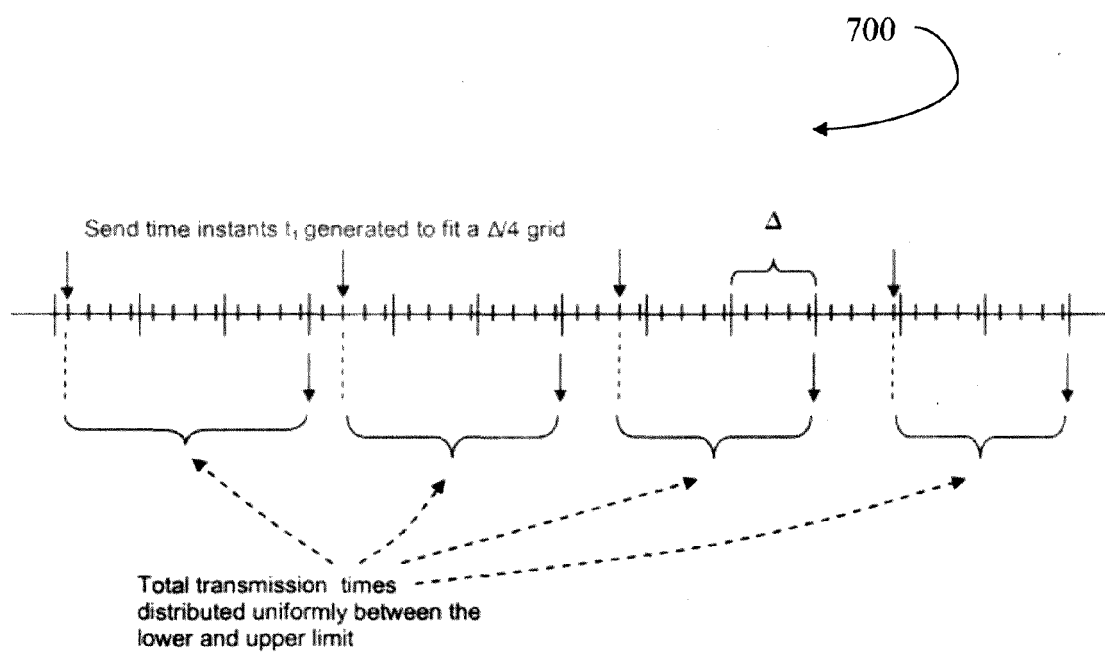 700
Send time instants t₁ generated to fit a Δ/4 grid
Δ
Total transmission times
distributed uniformly between the
lower and upper limit